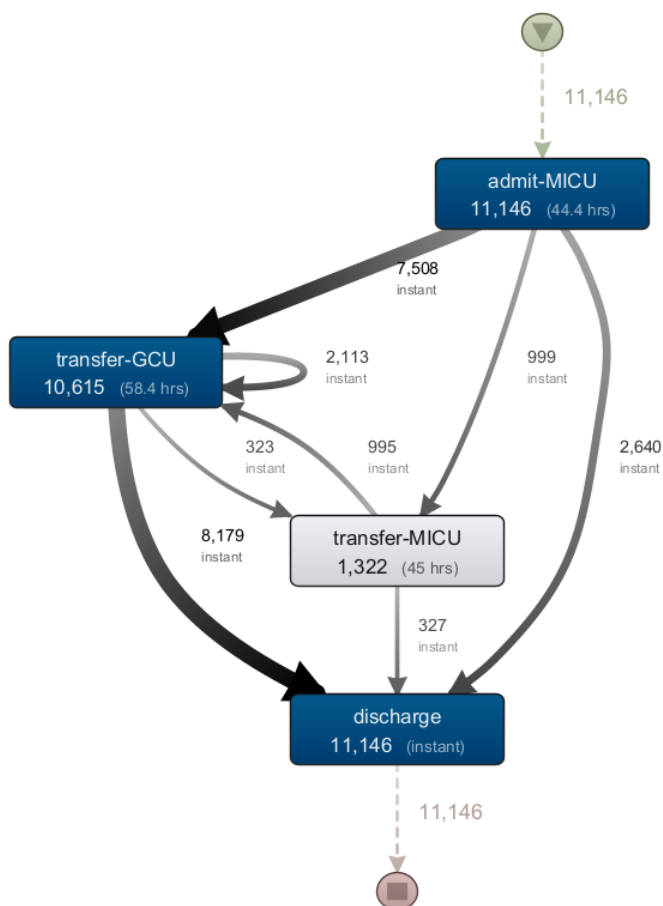 11,146
admit-MICU
11,146 (44.4 hrs)
7,508
instant
transfer-GCU
10,615 (58.4 hrs)
2,113
instant
999
instant
323
instant
995
instant
2,640
instant
8,179
instant
transfer-MICU
1,322 (45 hrs)
327
instant
discharge
11,146 (instant)
11,146